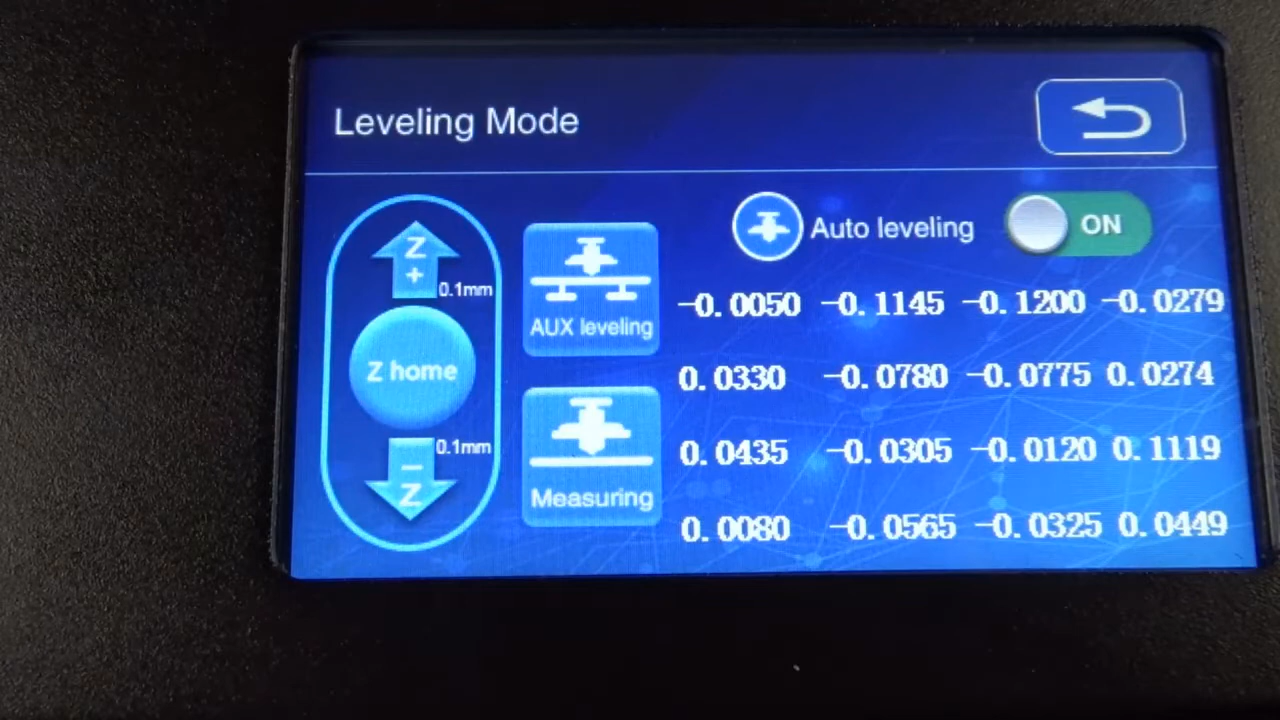 Leveling Mode
Auto leveling ON
Z
+
0.1mm
AUX leveling
Z home
0.1mm
−
Z
Measuring
-0.0050 -0.1145 -0.1200 -0.0279
0.0330 -0.0780 -0.0775 0.0274
0.0435 -0.0305 -0.0120 0.1119
0.0080 -0.0565 -0.0325 0.0449